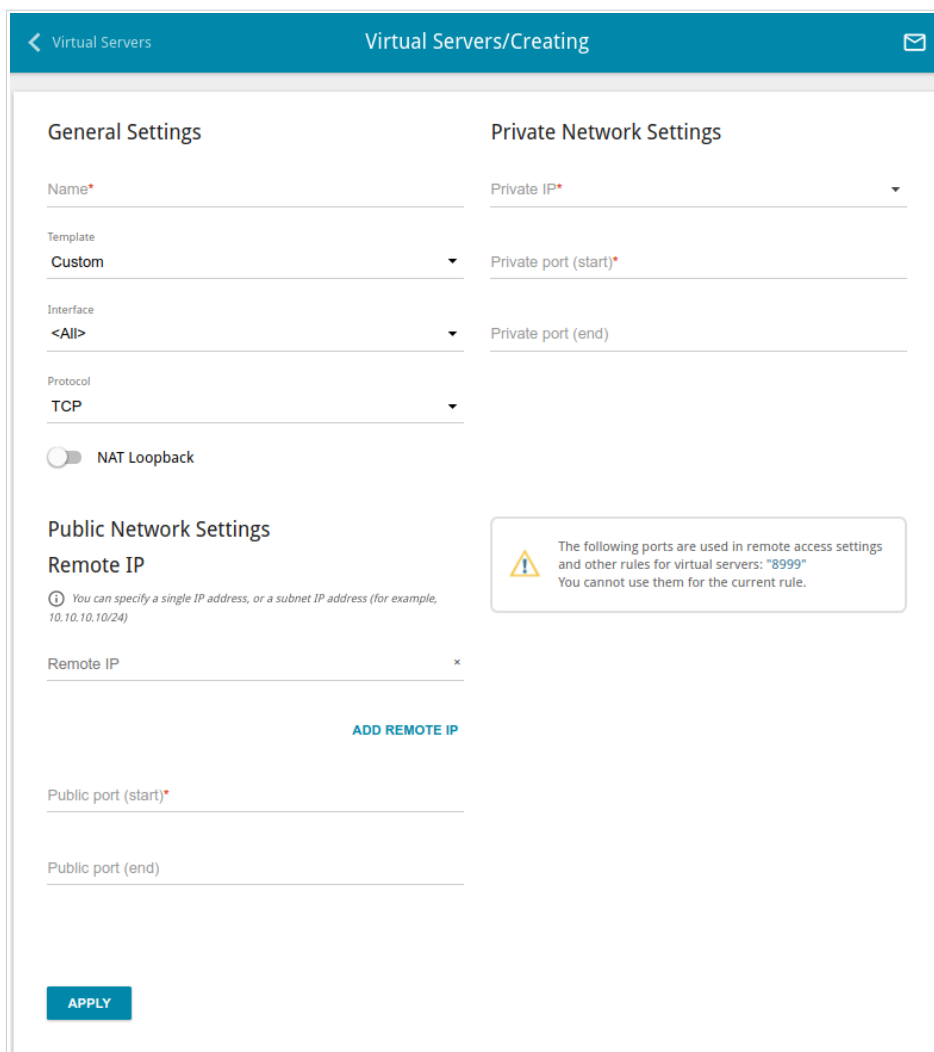 Virtual Servers
Virtual Servers/Creating
General Settings
Name*
Template
Custom
Interface
<All>
Protocol
TCP
NAT Loopback
Private Network Settings
Private IP*
Private port (start)*
Private port (end)
Public Network Settings
Remote IP
You can specify a single IP address, or a subnet IP address (for example,
10.10.10.10/24)
Remote IP
×
ADD REMOTE IP
Public port (start)*
Public port (end)
The following ports are used in remote access settings
and other rules for virtual servers: "8999"
You cannot use them for the current rule.
APPLY